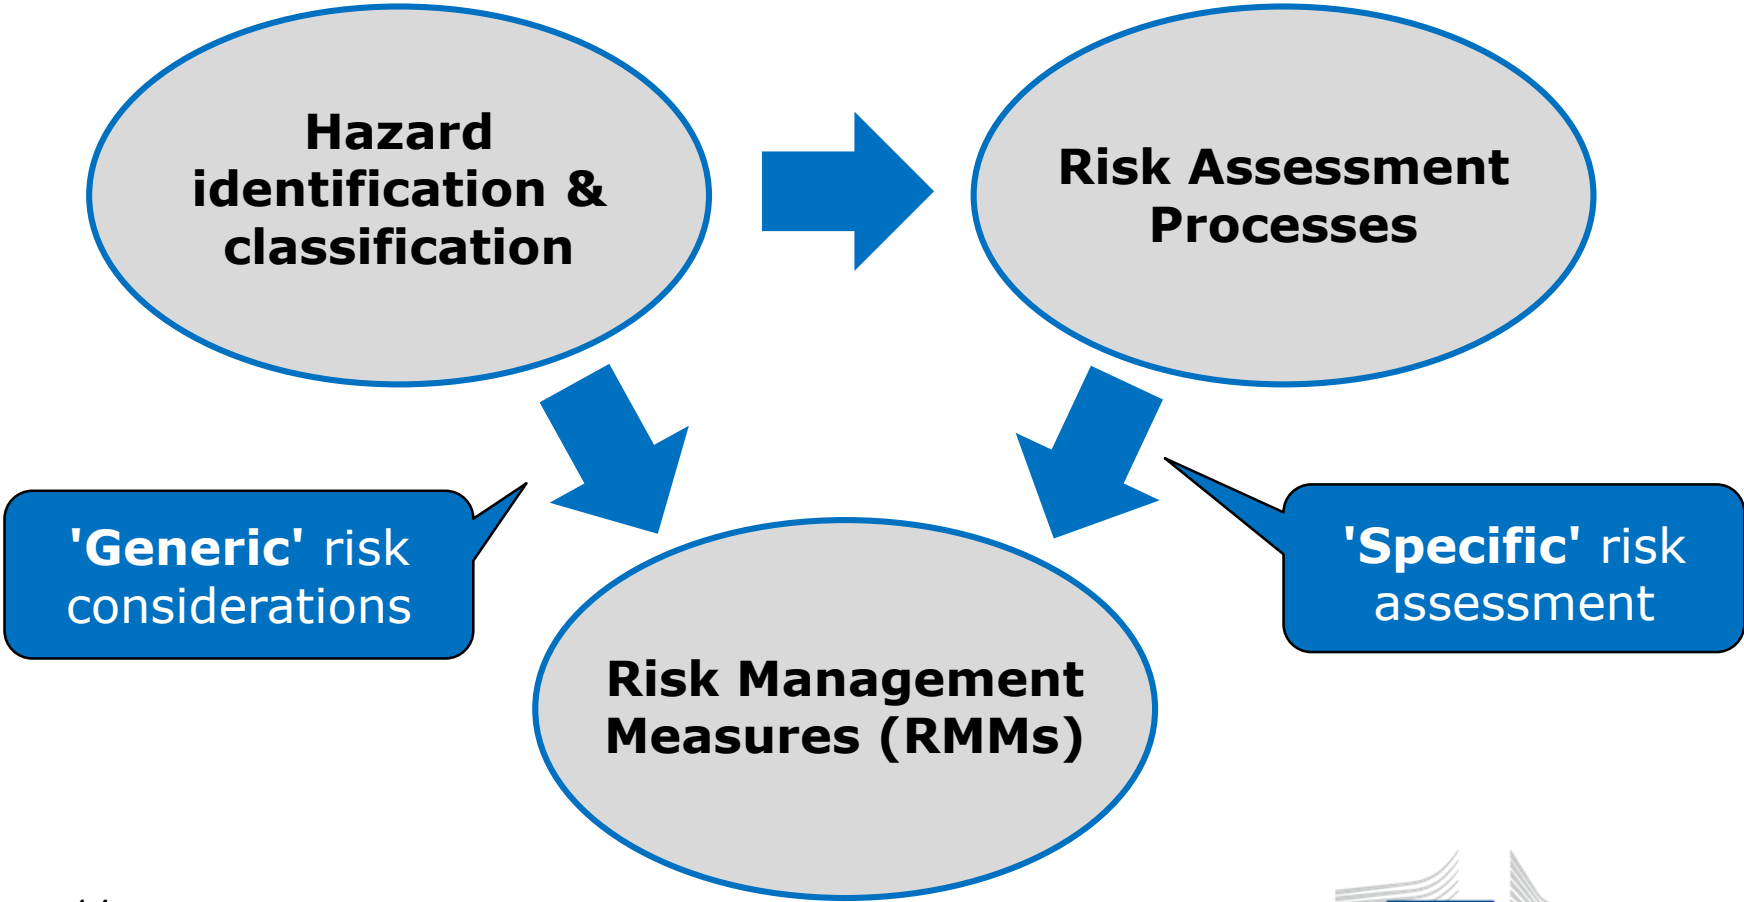 Hazard
identification &
classification
Risk Assessment
Processes
'Generic' risk
considerations
'Specific' risk
assessment
Risk Management
Measures (RMMs)